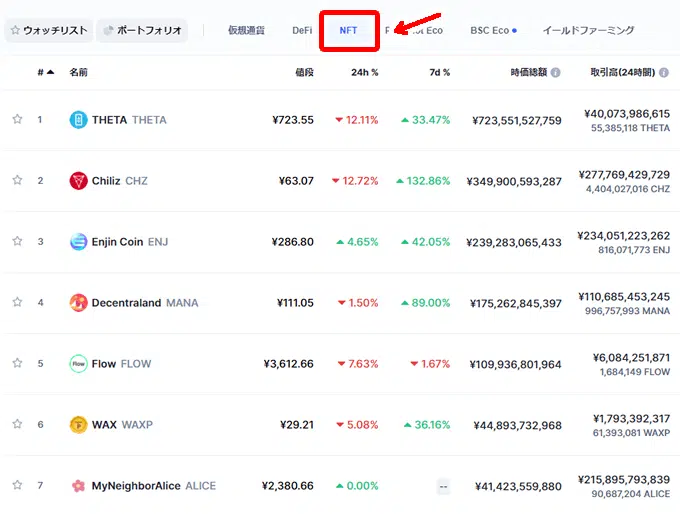 ウォッチリスト ポートフォリオ 仮想通貨 DeFi NFT Eco BSC Eco イールドファーミング
# 名前 値段 24h % 7d % 時価総額 取引高(24時間)
1 THETA THETA ¥723.55 12.11% 33.47% ¥723,551,527,759 ¥40,073,986,615
55,385,118 THETA
2 Chiliz CHZ ¥63.07 12.72% 132.86% ¥349,900,593,287 ¥277,769,429,729
4,404,027,016 CHZ
3 Enjin Coin ENJ ¥286.80 4.65% 42.05% ¥239,283,065,433 ¥234,051,223,262
816,071,773 ENJ
4 Decentraland MANA ¥111.05 1.50% 89.00% ¥175,262,845,397 ¥110,685,453,245
996,757,993 MANA
5 Flow Flow FLOW ¥3,612.66 7.63% 1.67% ¥109,936,801,964 ¥6,084,251,871
1,684,149 FLOW
6 WAX WAXP ¥29.21 5.08% 36.16% ¥44,893,732,968 ¥1,793,392,317
61,393,081 WAXP
7 MyNeighborAlice ALICE ¥2,380.66 0.00% -- ¥41,423,559,880 ¥215,895,793,839
90,687,204 ALICE